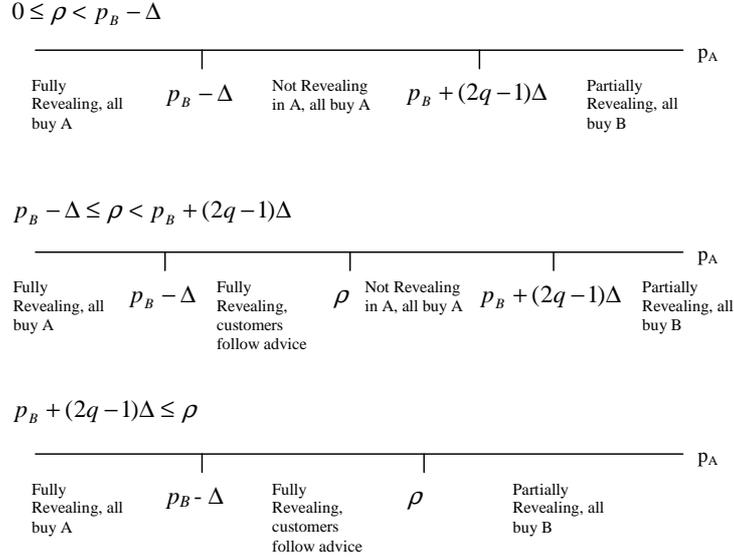 0 ≤ ρ < p_B − Δ
p_A
Fully
Revealing, all
buy A
p_B − Δ
Not Revealing
in A, all buy A
p_B + (2q − 1)Δ
Partially
Revealing, all
buy B
p_B − Δ ≤ ρ < p_B + (2q − 1)Δ
p_A
Fully
Revealing, all
buy A
p_B − Δ
Fully
Revealing,
customers
follow advice
ρ
Not Revealing
in A, all buy A
p_B + (2q − 1)Δ
Partially
Revealing, all
buy B
p_B + (2q − 1)Δ ≤ ρ
p_A
Fully
Revealing, all
buy A
p_B - Δ
Fully
Revealing,
customers
follow advice
ρ
Partially
Revealing, all
buy B